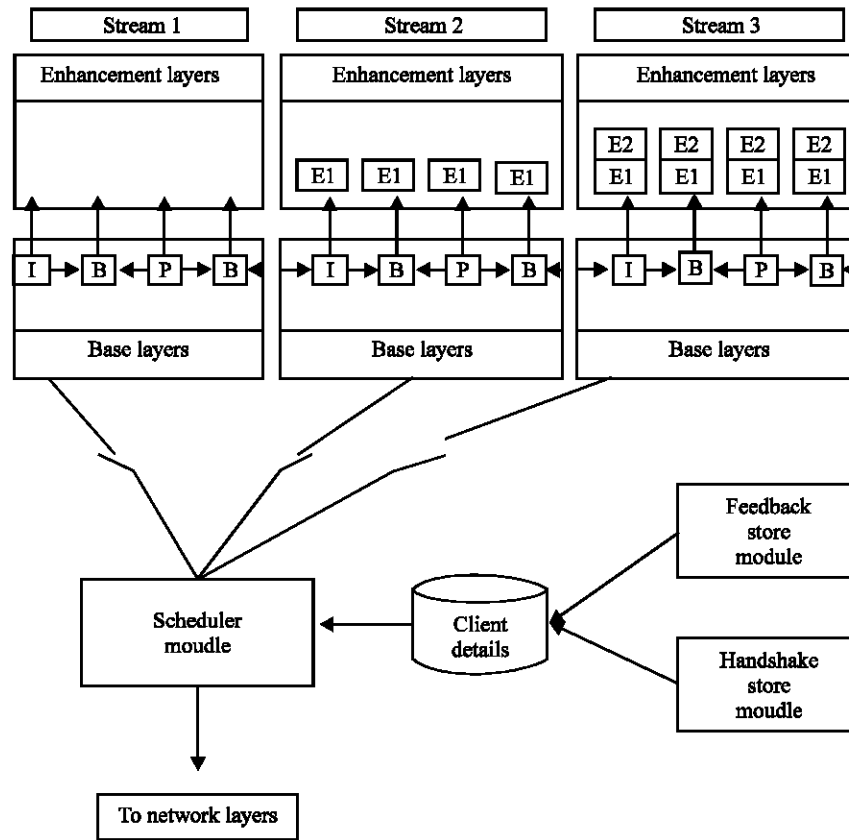 Stream 1
Stream 2
Stream 3
Enhancement layers
Enhancement layers
Enhancement layers
E2 E2 E2 E2
E1 E1 E1 E1
E1 E1 E1 E1
I B P B
I B P B
I B P B
Base layers
Base layers
Base layers
Feedback
store
module
Scheduler
moudle
Client
details
Handshake
store
moudle
To network layers